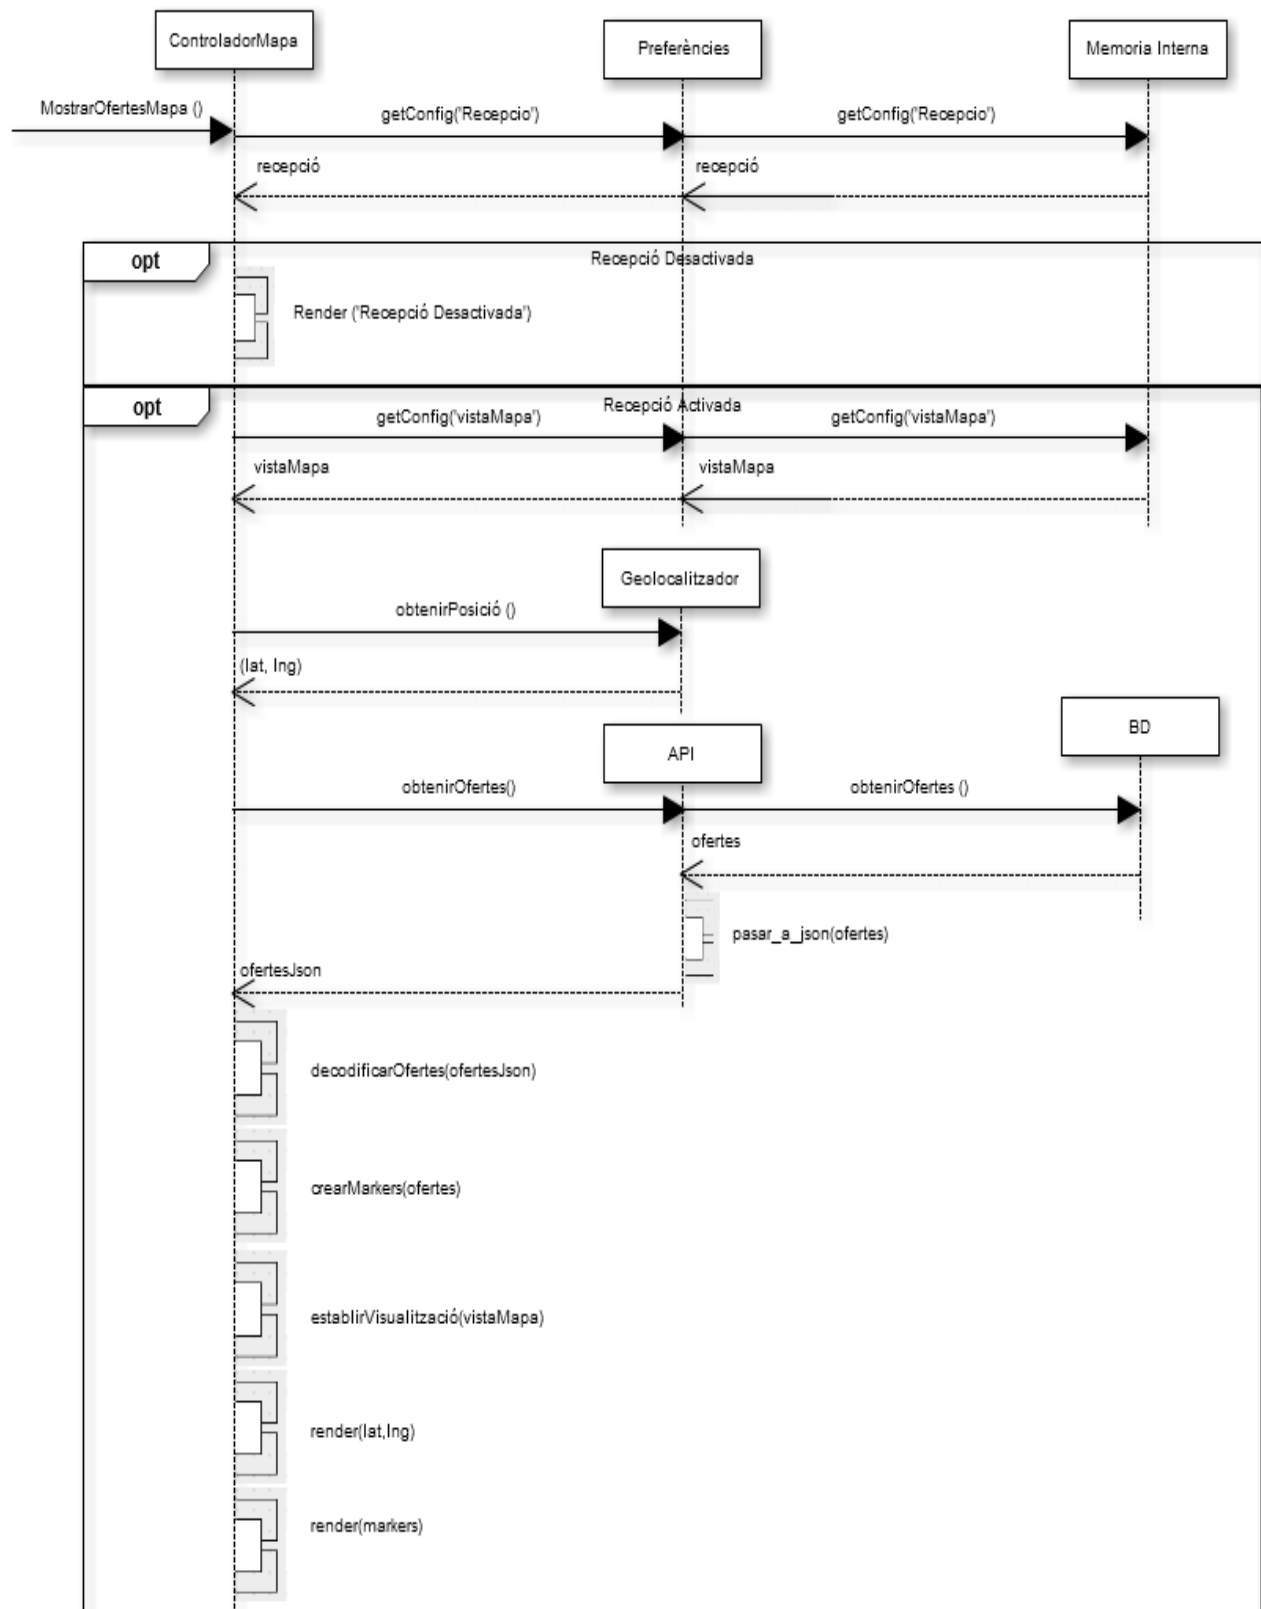 ControladorMapa
Preferències
Memoria Interna
MostrarOfertesMapa ()
getConfig('Recepcio')
getConfig('Recepcio')
recepció
recepció
opt
Recepció Desactivada
Render ('Recepció Desactivada')
opt
Recepció Activada
getConfig('vistaMapa')
getConfig('vistaMapa')
vistaMapa
vistaMapa
Geolocalitzador
obtenirPosició ()
(lat, lng)
BD
API
obtenirOfertes()
obtenirOfertes ()
ofertes
pasar_a_json(ofertes)
ofertesJson
decodificarOfertes(ofertesJson)
crearMarkers(ofertes)
establirVisualització(vistaMapa)
render(lat,lng)
render(markers)